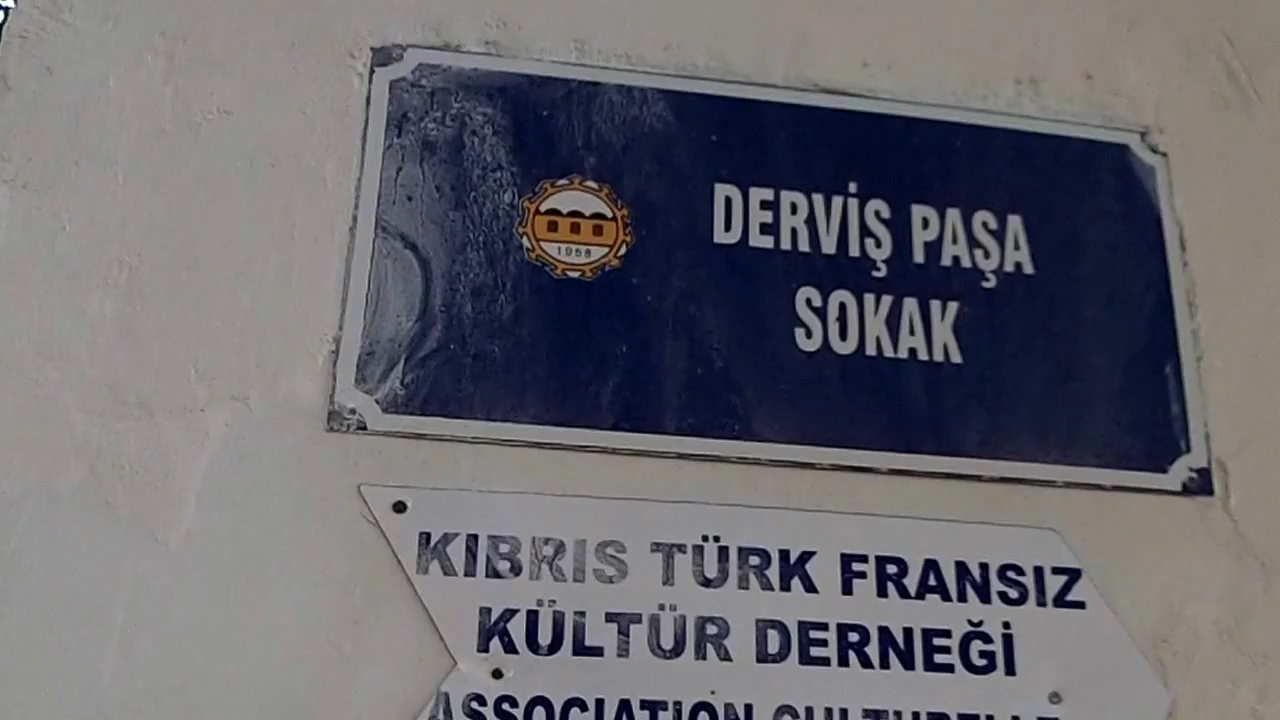 1958
DERVİŞ PAŞA
SOKAK
KIBRIS TÜRK FRANSIZ
KÜLTÜR DERNEĞİ
ASSOCIATION CULTURELLE